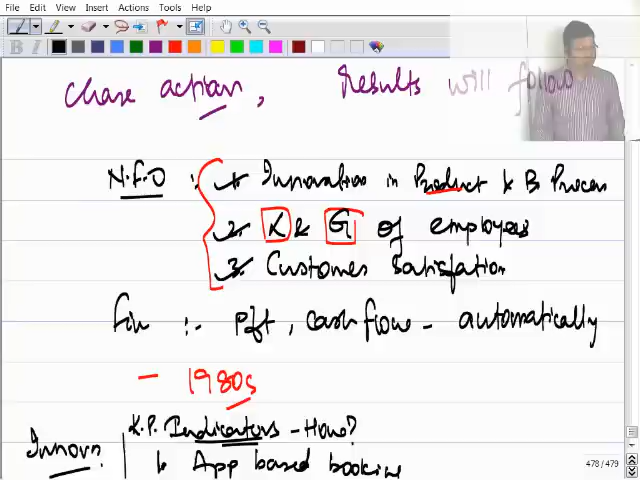 File Edit View Insert Actions Tools Help
B I U
Chase action, Results will follow
N.F.O :- 1. Innovation in Product & B Process
2. L & G of employees
3. Customer Satisfaction
Fin :- Pft, cash flow - automatically
- 1980s
K.P. Indicators - How?
Innovn: 1. App based booking
478 / 479